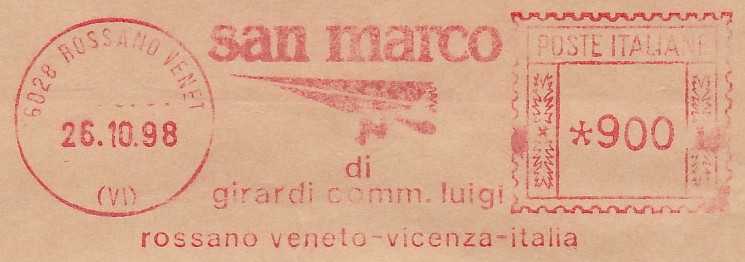 6028 ROSSANO VENET
26.10.98
(VI)
san marco
di
girardi comm. luigi
rossano veneto-vicenza-italia
POSTE ITALIANE
*900